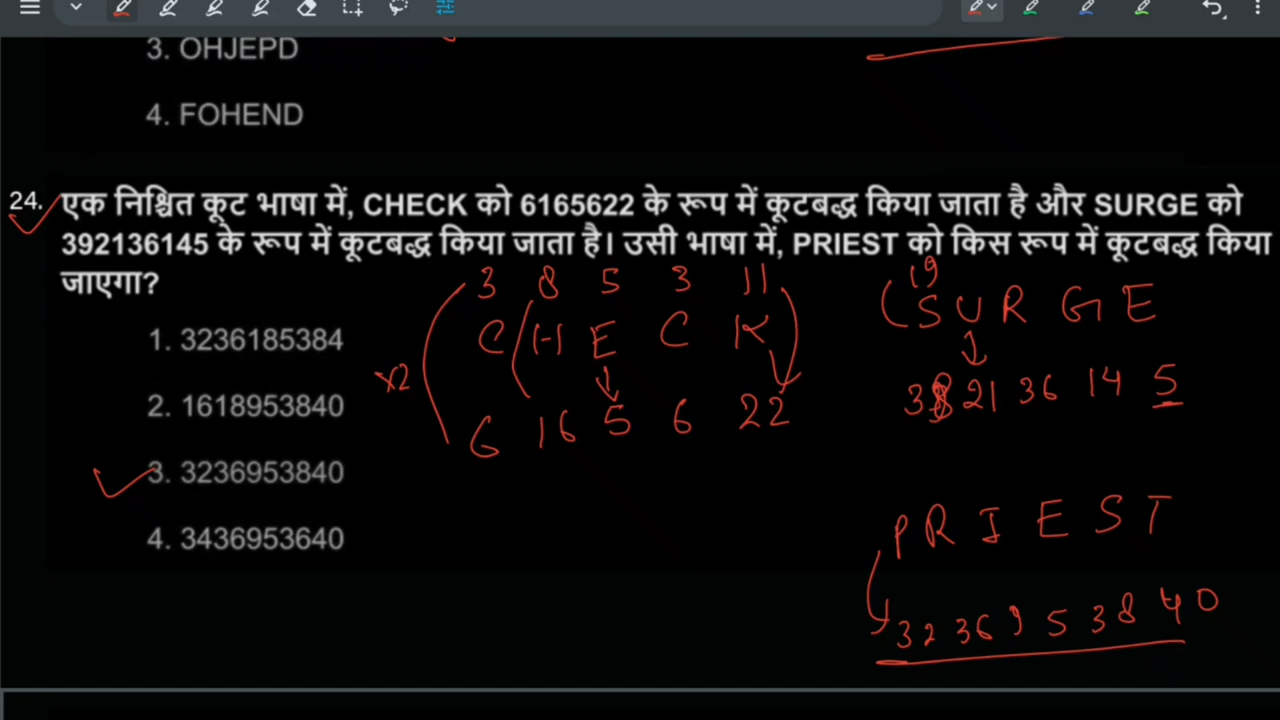 3. OHJEPD
4. FOHEND
24. एक निश्चित कूट भाषा में, CHECK को 6165622 के रूप में कूटबद्ध किया जाता है और SURGE को
392136145 के रूप में कूटबद्ध किया जाता है। उसी भाषा में, PRIEST को किस रूप में कूटबद्ध किया
जाएगा?
1. 3236185384
2. 1618953840
3. 3236953840
4. 3436953640
3 8 5 3 11
C H E C K
×2
6 16 5 6 22
19
S U R G E
38 21 36 14 5
P R I E S T
32 36 9 5 38 40